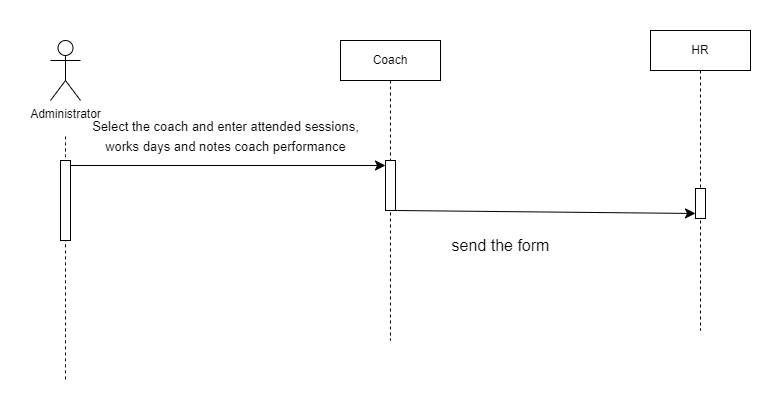 HR
Coach
Administrator
Select the coach and enter attended sessions,
works days and notes coach performance
send the form